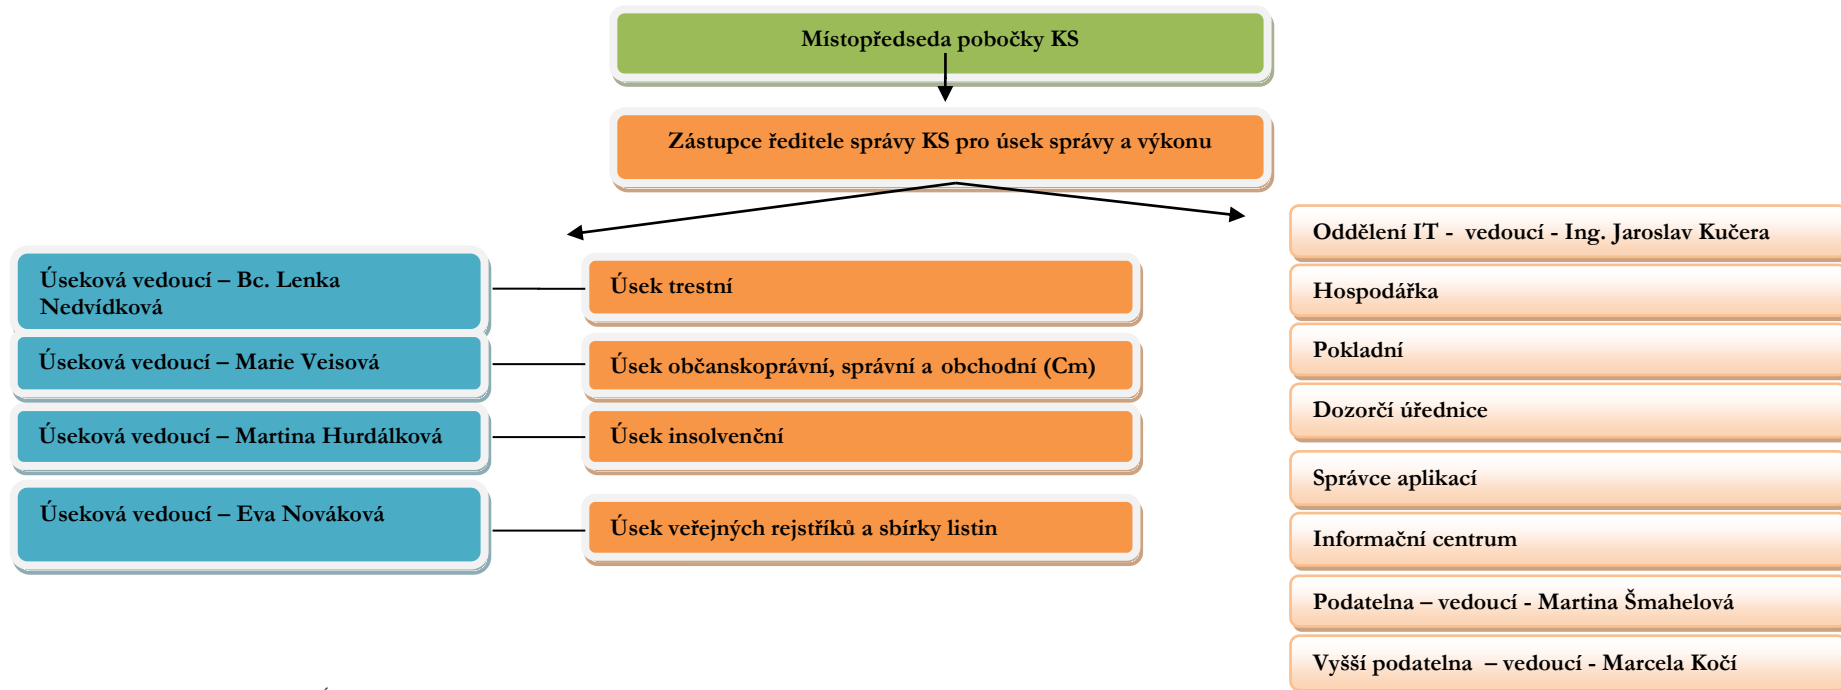 Místopředseda pobočky KS
Zástupce ředitele správy KS pro úsek správy a výkonu
Úseková vedoucí – Bc. Lenka
Nedvídková
Úsek trestní
Úseková vedoucí – Marie Veisová
Úsek občanskoprávní, správní a obchodní (Cm)
Úseková vedoucí – Martina Hurdálková
Úsek insolvenční
Úseková vedoucí – Eva Nováková
Úsek veřejných rejstříků a sbírky listin
Oddělení IT - vedoucí - Ing. Jaroslav Kučera
Hospodářka
Pokladní
Dozorčí úřednice
Správce aplikací
Informační centrum
Podatelna – vedoucí - Martina Šmahelová
Vyšší podatelna – vedoucí - Marcela Kočí